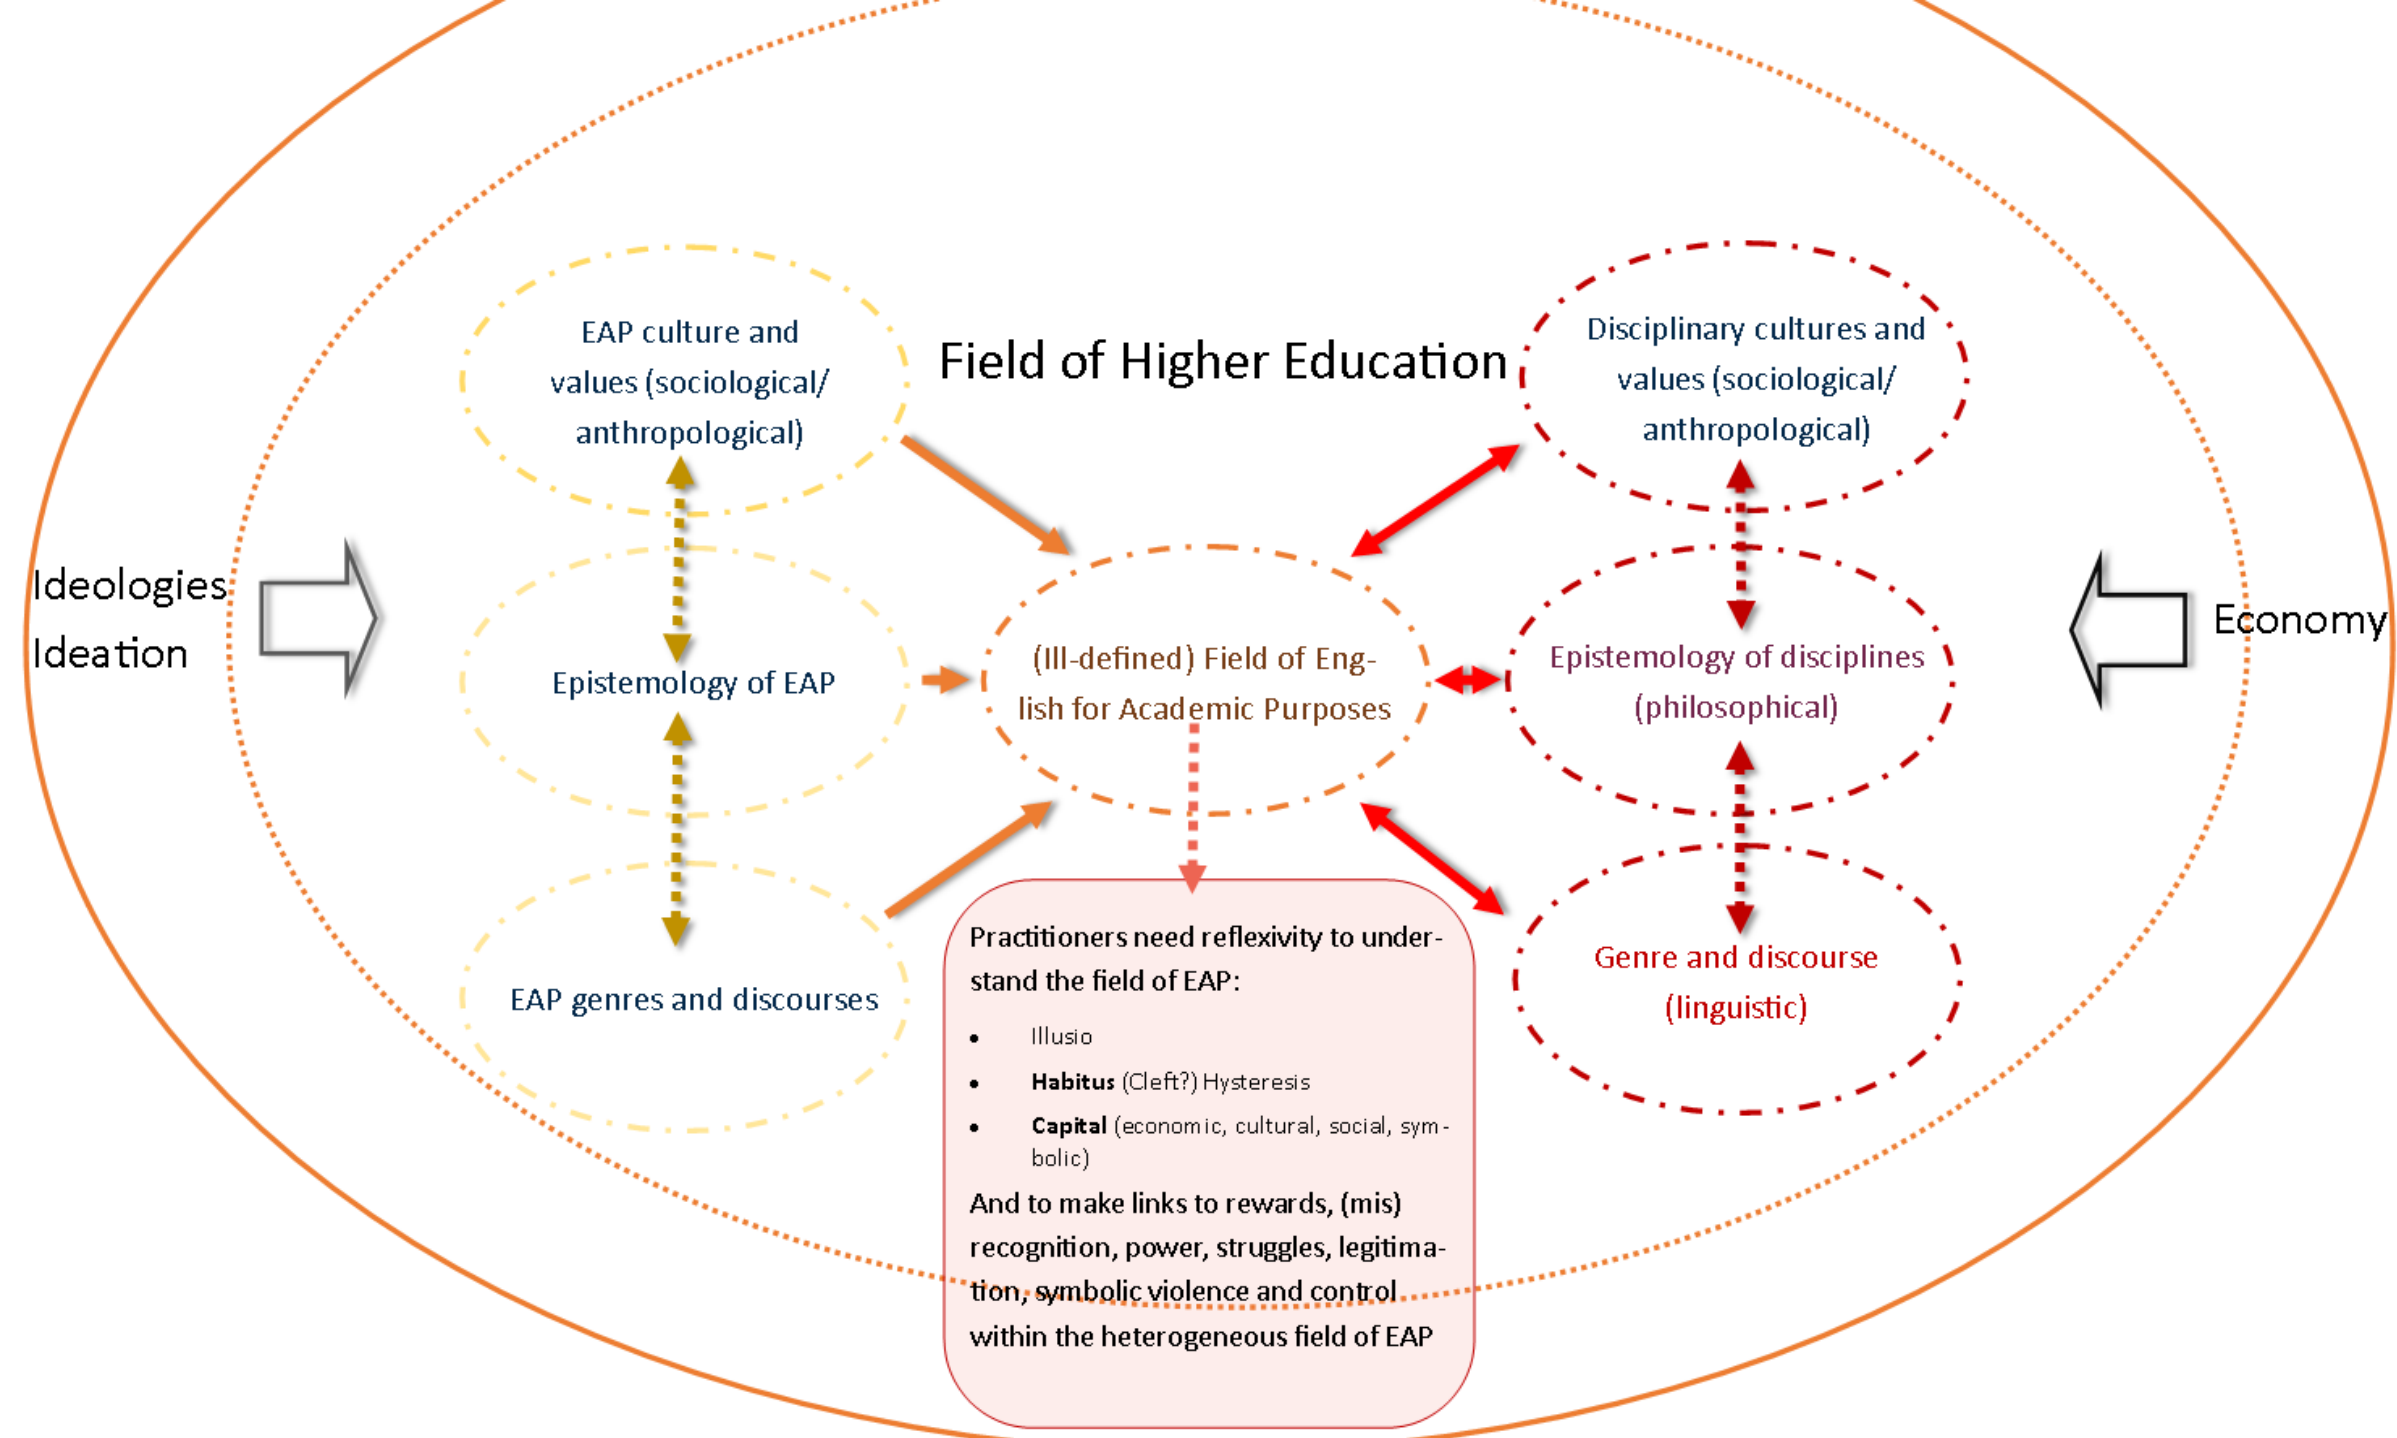 EAP culture and
values (sociological/
anthropological)
Field of Higher Education
Disciplinary cultures and
values (sociological/
anthropological)
Ideologies
Ideation
Epistemology of EAP
(Ill-defined) Field of Eng-
lish for Academic Purposes
Epistemology of disciplines
(philosophical)
Economy
EAP genres and discourses
Genre and discourse
(linguistic)
Practitioners need reflexivity to under-
stand the field of EAP:
• Illusio
• Habitus (Cleft?) Hysteresis
• Capital (economic, cultural, social, sym-
bolic)
And to make links to rewards, (mis)
recognition, power, struggles, legitima-
tion, symbolic violence and control
within the heterogeneous field of EAP